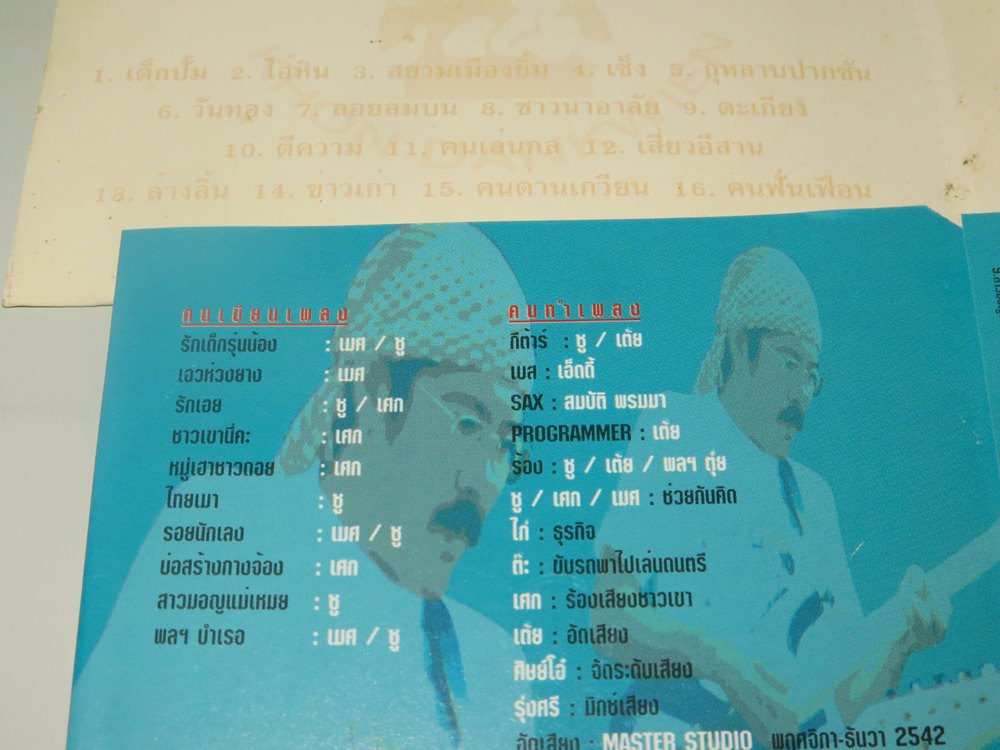 1. เด็กปั้ม 2. ไอ้หิน 3. สยามเมืองยิ้ม 4. เซ็ง 5. กุหลาบปากซัน
6. วันทอง 7. ลอยลมบน 8. ชาวนาอาลัย 9. ตะเกียง
10. ตีความ 11. คนเล่นกล 12. เสี่ยวอีสาน
13. ล้างลิ้น 14. ข่าวเก่า 15. คนด่านเกวียน 16. คนฟั่นเฟือน
DANKWIEN
คนเขียนเพลง
รักเด็กรุ่นน้อง : เมศ / ชู
เอวห่วงยาง : เมศ
รักเอย : ชู / เศก
ชาวเขานี่คะ : เศก
หมู่เฮาชาวดอย : เศก
ไทยเมา : ชู
รอยนักเลง : เมศ / ชู
บ่อสร้างกางจ้อง : เศก
สาวมอญแม่เหมย : ชู
พลฯ บำเรอ : เมศ / ชู
คนทำเพลง
กีต้าร์ : ชู / เต้ย
เบส : เอ็ดดี้
SAX : สมบัติ พรมมา
PROGRAMMER : เต้ย
ร้อง : ชู / เต้ย / พลฯ ตุ๋ย
ชู / เศก / เมศ : ช่วยกันคิด
ไก่ : ธุรกิจ
ต๊ะ : ขับรถพาไปเล่นดนตรี
เศก : ร้องเสียงชาวเขา
เต้ย : อัดเสียง
ศิษย์โอ๋ : จัดระดับเสียง
รุ่งศรี : มิกซ์เสียง
อัดเสียง : MASTER STUDIO พฤศจิกา-ธันวา 2542